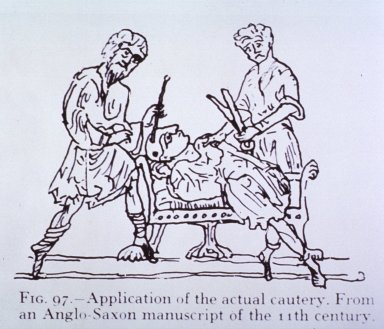 FIG. 97.—Application of the actual cautery. From
an Anglo-Saxon manuscript of the 11th century.